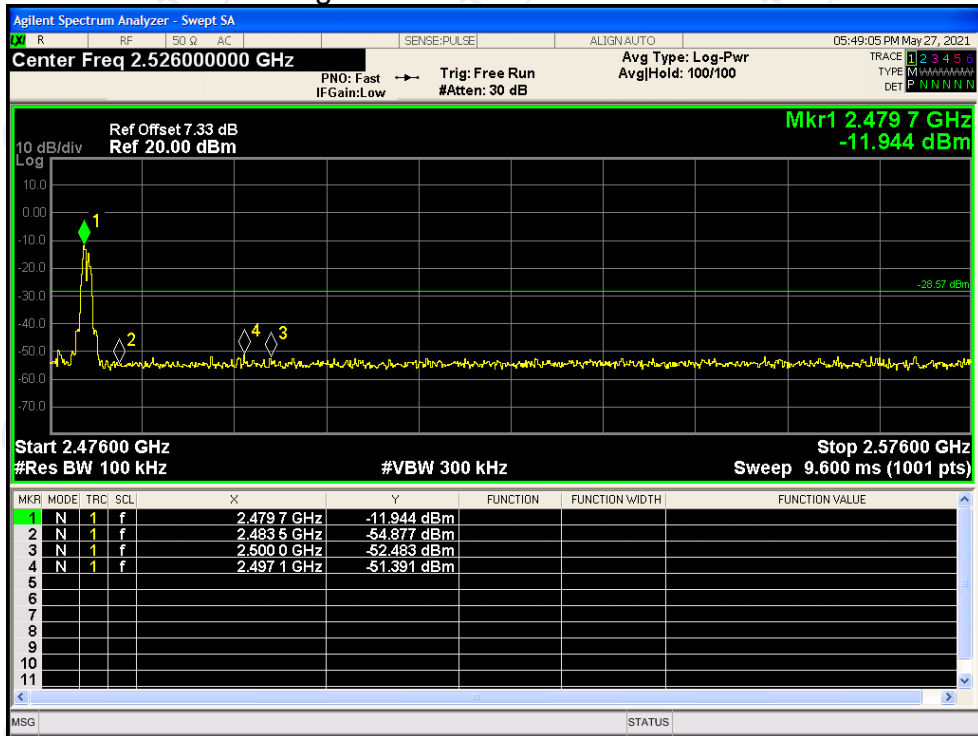 Agilent Spectrum Analyzer - Swept SA
LXI R RF 50 Ω AC SENSE:PULSE ALIGN AUTO 05:49:05 PM May 27, 2021
Center Freq 2.526000000 GHz Avg Type: Log-Pwr TRACE 1 2 3 4 5 6
PNO: Fast Trig: Free Run Avg|Hold: 100/100 TYPE M
IFGain:Low #Atten: 30 dB DET P N N N N N
Mkr1 2.479 7 GHz
-11.944 dBm
Ref Offset 7.33 dB
10 dB/div Ref 20.00 dBm
Log
10.0
0.00
1
-10.0
-20.0
-28.57 dBm
-30.0
-40.0
2 4 3
-50.0
-60.0
-70.0
Start 2.47600 GHz Stop 2.57600 GHz
#Res BW 100 kHz #VBW 300 kHz Sweep 9.600 ms (1001 pts)
MKR MODE TRC SCL X Y FUNCTION FUNCTION WIDTH FUNCTION VALUE
1 N 1 f 2.479 7 GHz -11.944 dBm
2 N 1 f 2.483 5 GHz -54.877 dBm
3 N 1 f 2.500 0 GHz -52.483 dBm
4 N 1 f 2.497 1 GHz -51.391 dBm
5
6
7
8
9
10
11
MSG STATUS